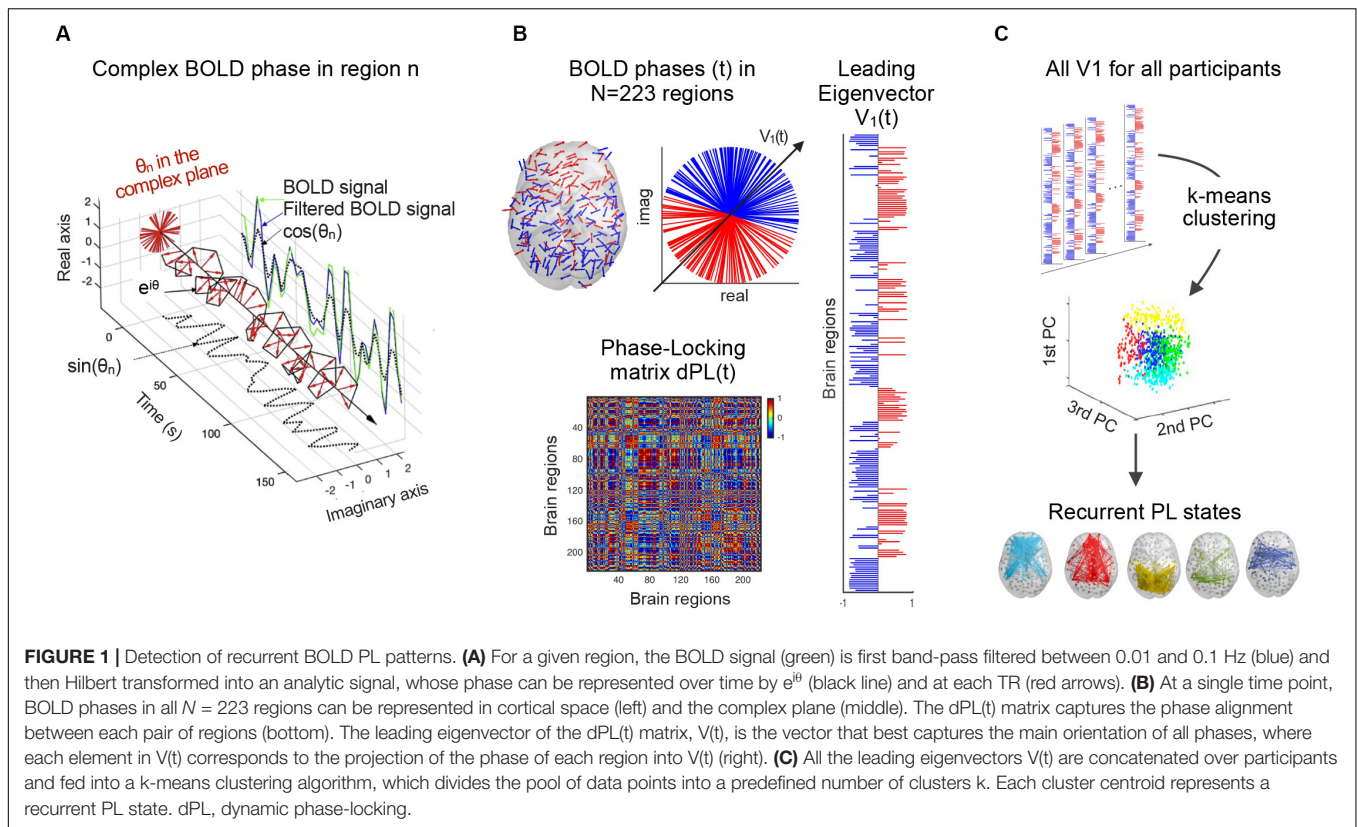 A
Complex BOLD phase in region n
θn in the
complex plane
BOLD signal
Filtered BOLD signal
cos(θn)
Real axis
2
1
0
-1
-2
e^iθ
sin(θn)
0
50
100
150
Time (s)
-2
-1
0
1
2
Imaginary axis
B
BOLD phases (t) in
N=223 regions
V1(t)
imag
real
Leading
Eigenvector
V1(t)
Brain regions
-1
1
Phase-Locking
matrix dPL(t)
1
0
-1
Brain regions
40
80
120
160
200
40 80 120 160 200
Brain regions
C
All V1 for all participants
...
k-means
clustering
1st PC
3rd PC
2nd PC
Recurrent PL states
FIGURE 1 | Detection of recurrent BOLD PL patterns. (A) For a given region, the BOLD signal (green) is first band-pass filtered between 0.01 and 0.1 Hz (blue) and
then Hilbert transformed into an analytic signal, whose phase can be represented over time by e^iθ (black line) and at each TR (red arrows). (B) At a single time point,
BOLD phases in all N = 223 regions can be represented in cortical space (left) and the complex plane (middle). The dPL(t) matrix captures the phase alignment
between each pair of regions (bottom). The leading eigenvector of the dPL(t) matrix, V(t), is the vector that best captures the main orientation of all phases, where
each element in V(t) corresponds to the projection of the phase of each region into V(t) (right). (C) All the leading eigenvectors V(t) are concatenated over participants
and fed into a k-means clustering algorithm, which divides the pool of data points into a predefined number of clusters k. Each cluster centroid represents a
recurrent PL state. dPL, dynamic phase-locking.